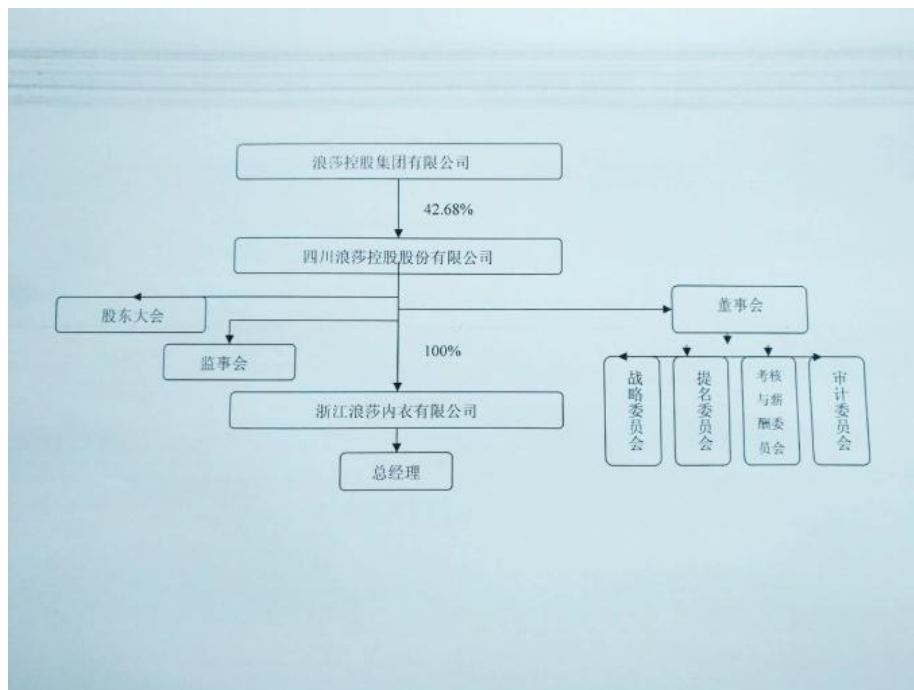 浪莎控股集团有限公司
42.68%
四川浪莎控股股份有限公司
股东大会
董事会
监事会
100%
战略委员会
提名委员会
考核
与薪
酬委
员会
审计委员会
浙江浪莎内衣有限公司
总经理